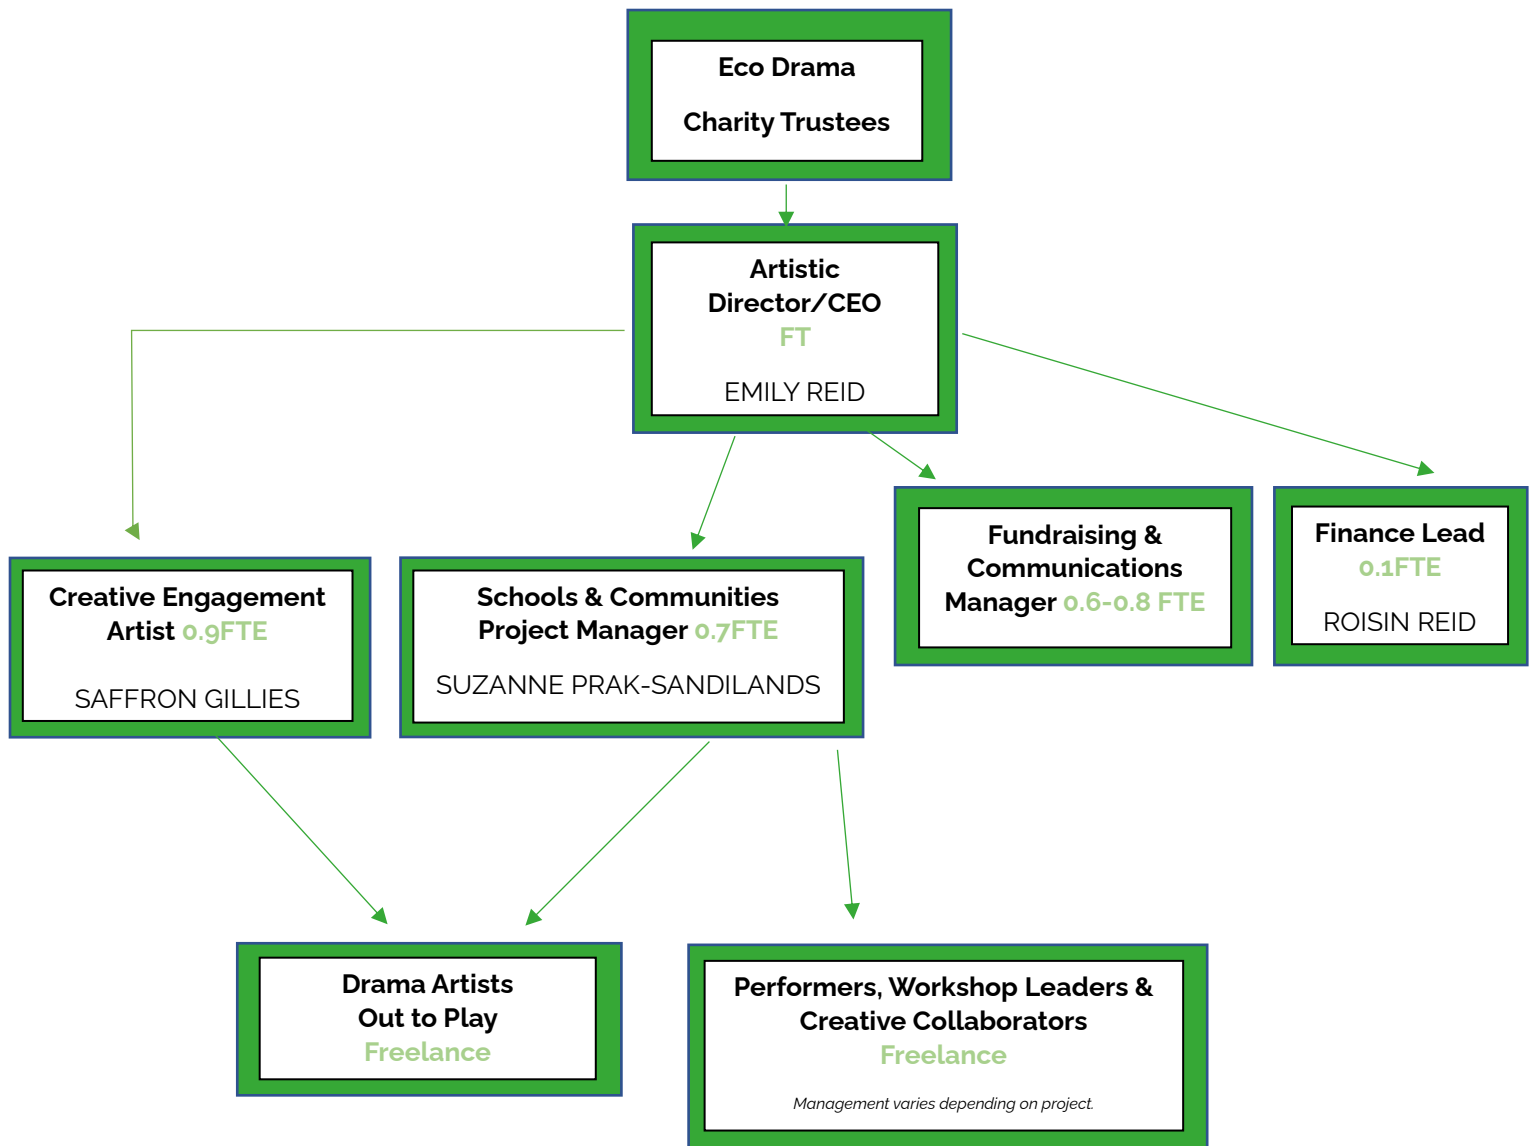 Eco Drama
Charity Trustees
Artistic
Director/CEO
FT
EMILY REID
Creative Engagement
Artist 0.9FTE
SAFFRON GILLIES
Schools & Communities
Project Manager 0.7FTE
SUZANNE PRAK-SANDILANDS
Fundraising &
Communications
Manager 0.6-0.8 FTE
Finance Lead
0.1FTE
ROISIN REID
Drama Artists
Out to Play
Freelance
Performers, Workshop Leaders &
Creative Collaborators
Freelance
Management varies depending on project.